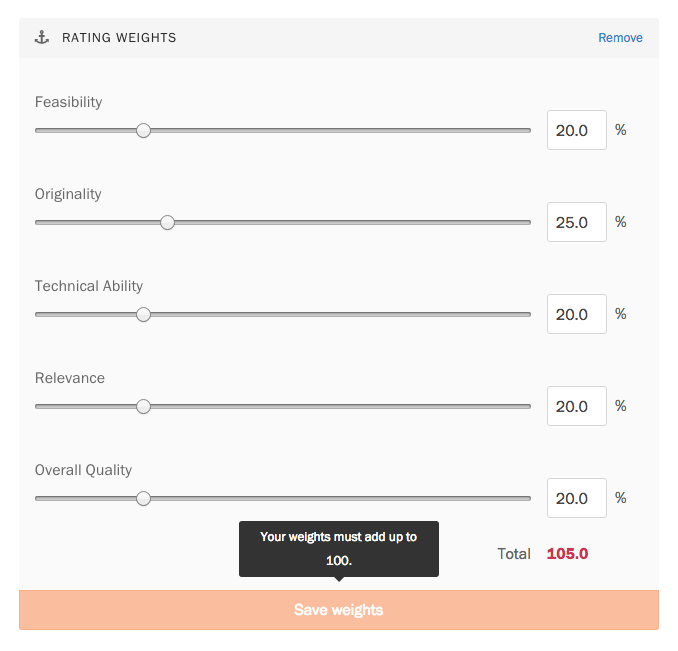 RATING WEIGHTS Remove
Feasibility
20.0 %
Originality
25.0 %
Technical Ability
20.0 %
Relevance
20.0 %
Overall Quality
20.0 %
Your weights must add up to
100.
Total 105.0
Save weights